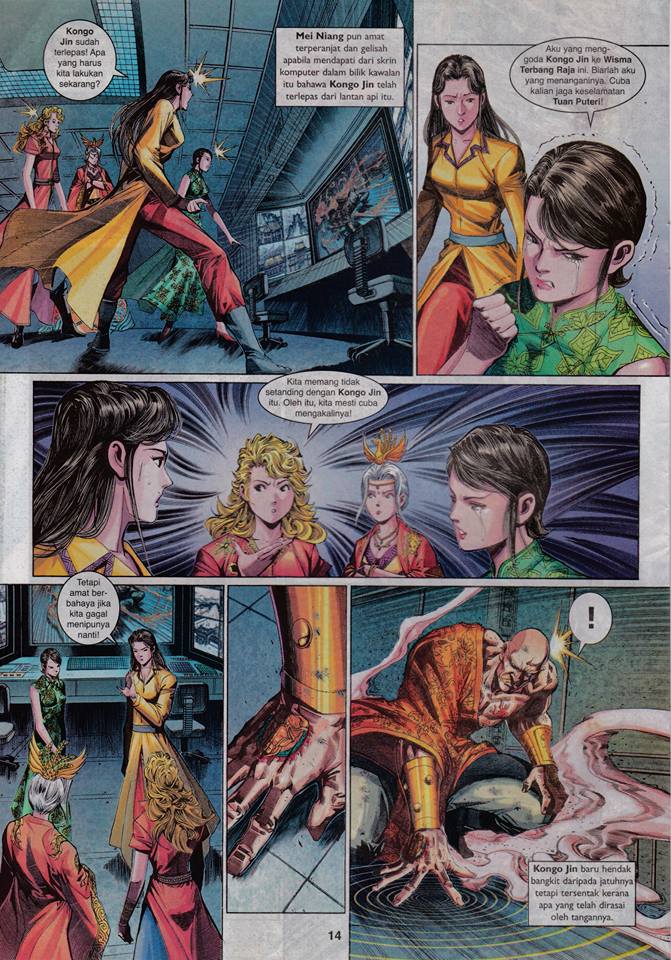 Kongo
Jin sudah
terlepas! Apa
yang harus
kita lakukan
sekarang?
Mei Niang pun amat
terperanjat dan gelisah
apabila mendapati dari skrin
komputer dalam bilik kawalan
itu bahawa Kongo Jin telah
terlepas dari lantan api itu.
Aku yang meng-
goda Kongo Jin ke Wisma
Terbang Raja ini. Biarlah aku
yang menanganinya. Cuba
kalian jaga keselamatan
Tuan Puteri!
Kita memang tidak
setanding dengan Kongo Jin
itu. Oleh itu, kita mesti cuba
mengakalinya!
Tetapi
amat ber-
bahaya jika
kita gagal
menipunya
nanti!
!
Kongo Jin baru hendak
bangkit daripada jatuhnya
tetapi tersentak kerana
apa yang telah dirasai
oleh tangannya.
14